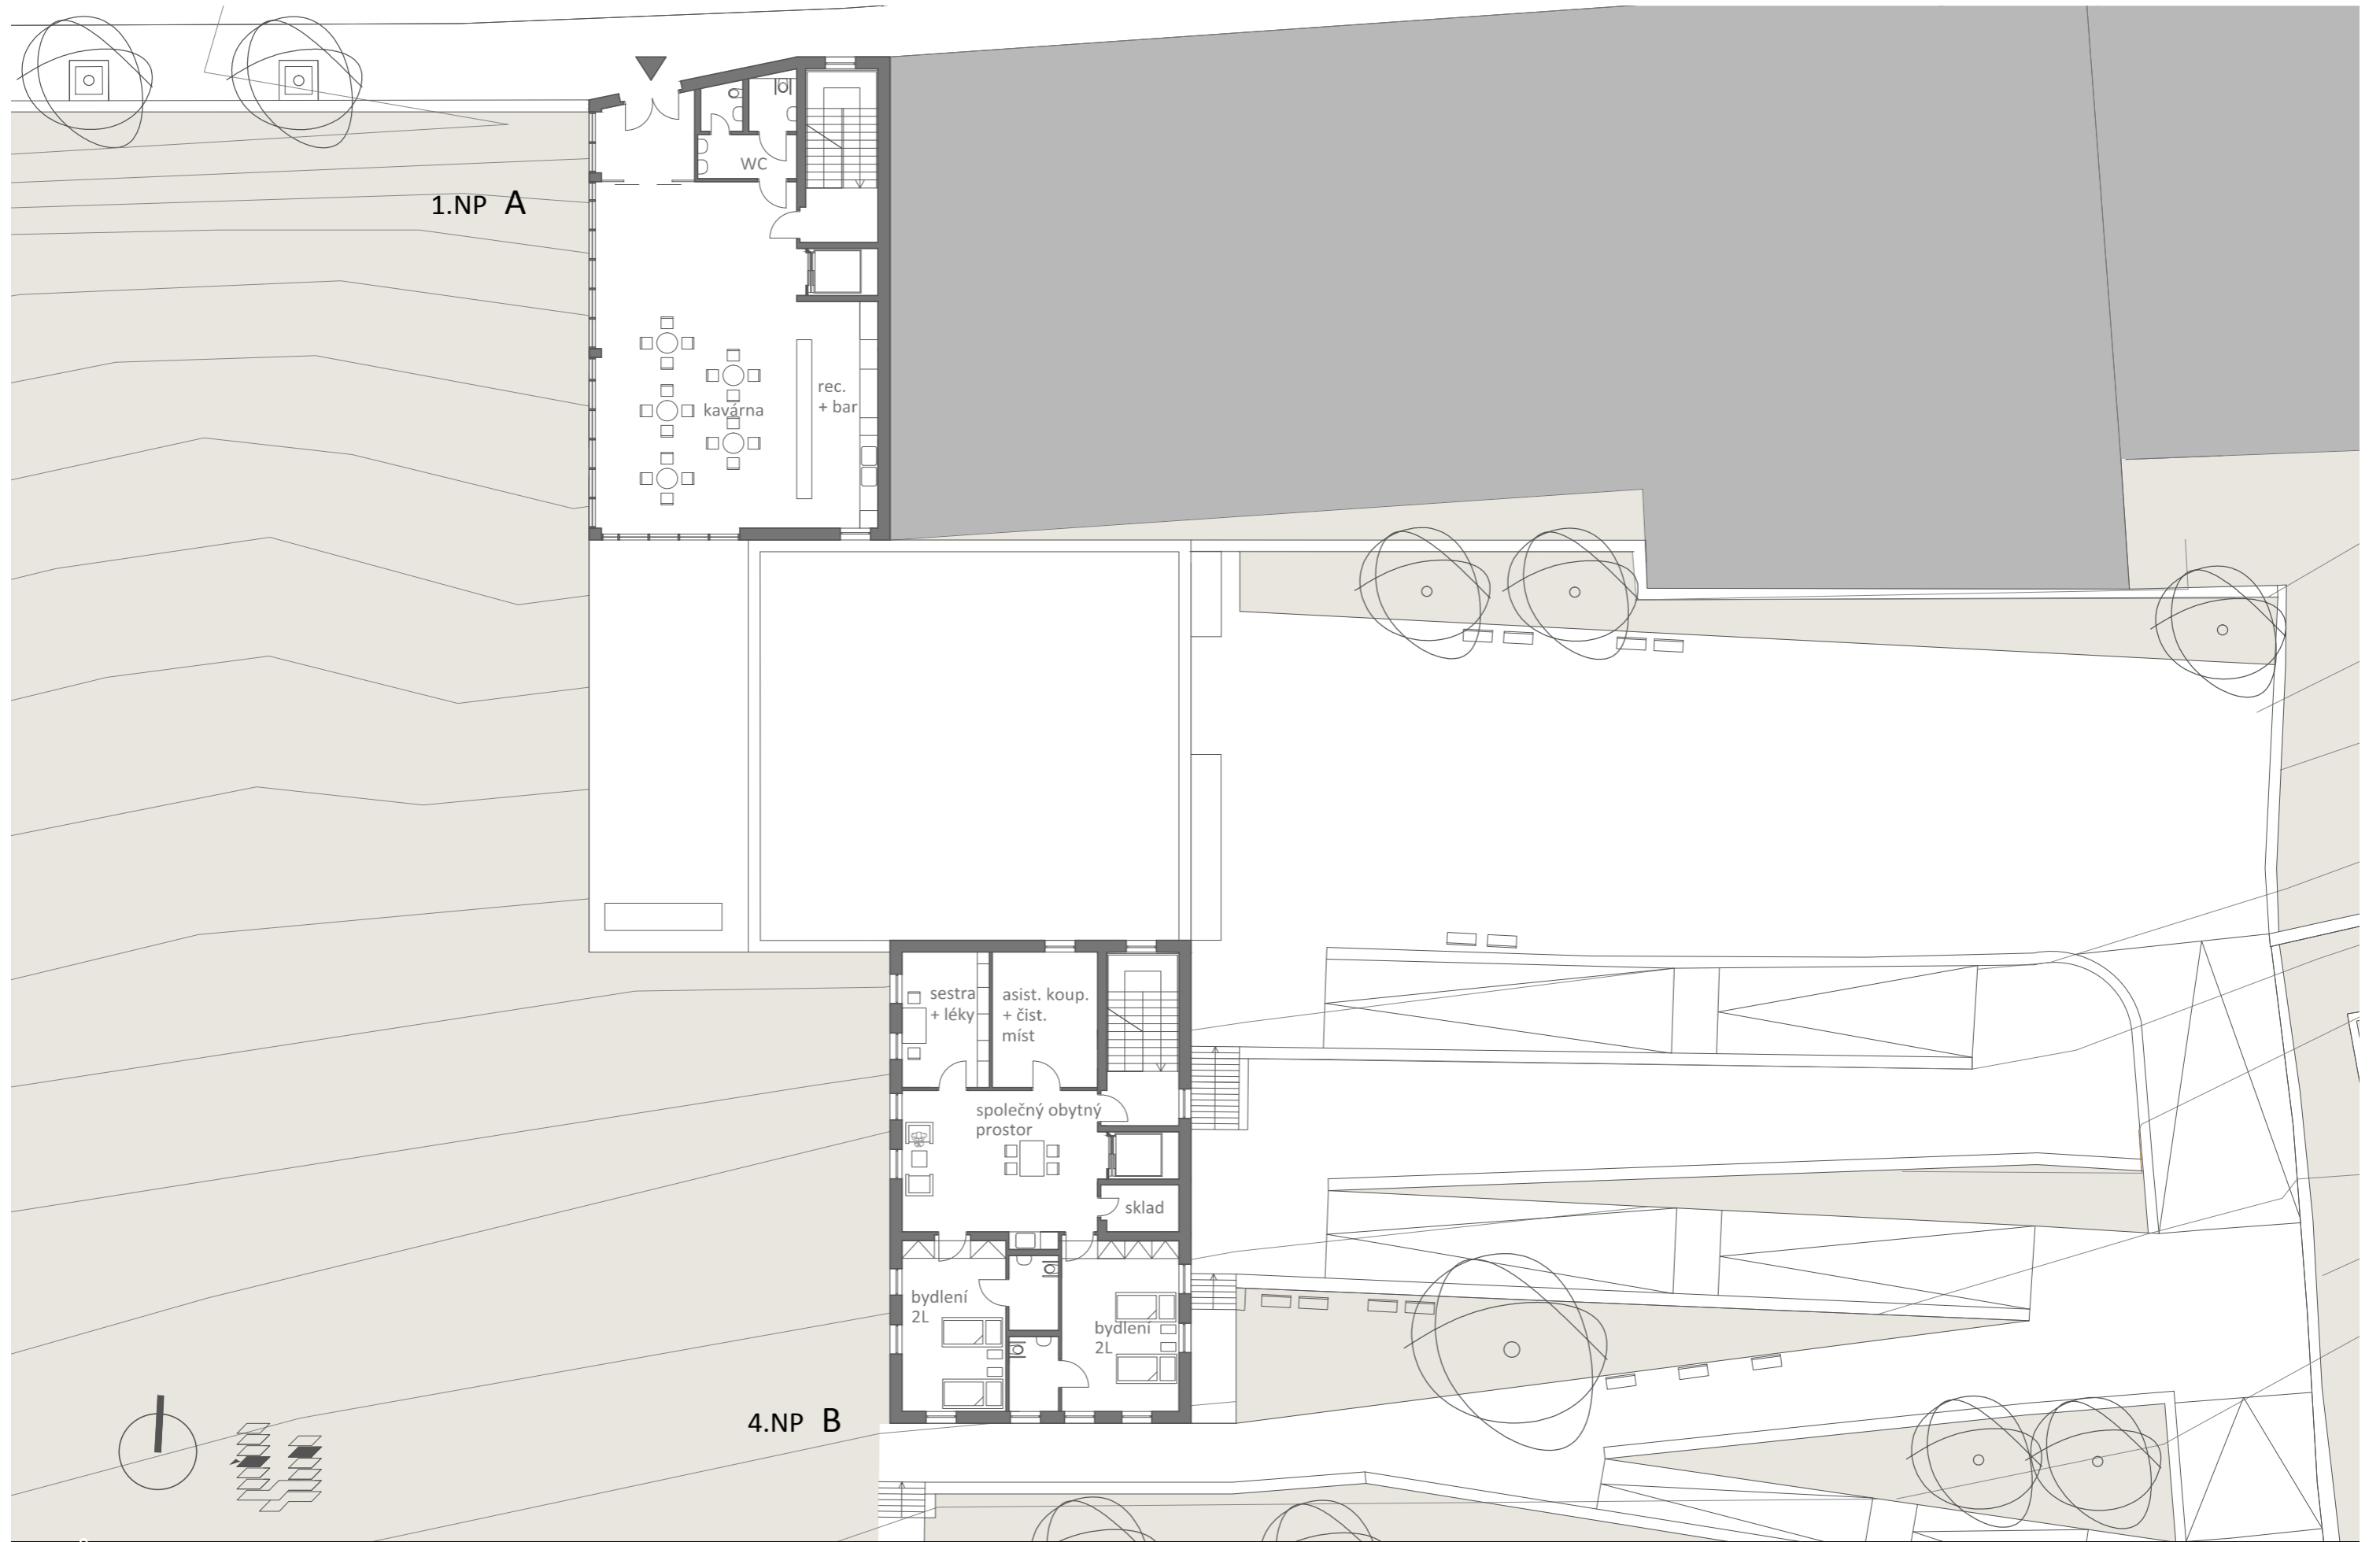 WC
1.NP A
rec.
+ bar
kavárna
sestra
+ léky
asist. koup.
+ čist.
míst
společný obytný
prostor
sklad
bydlení
2L
bydlení
2L
4.NP B